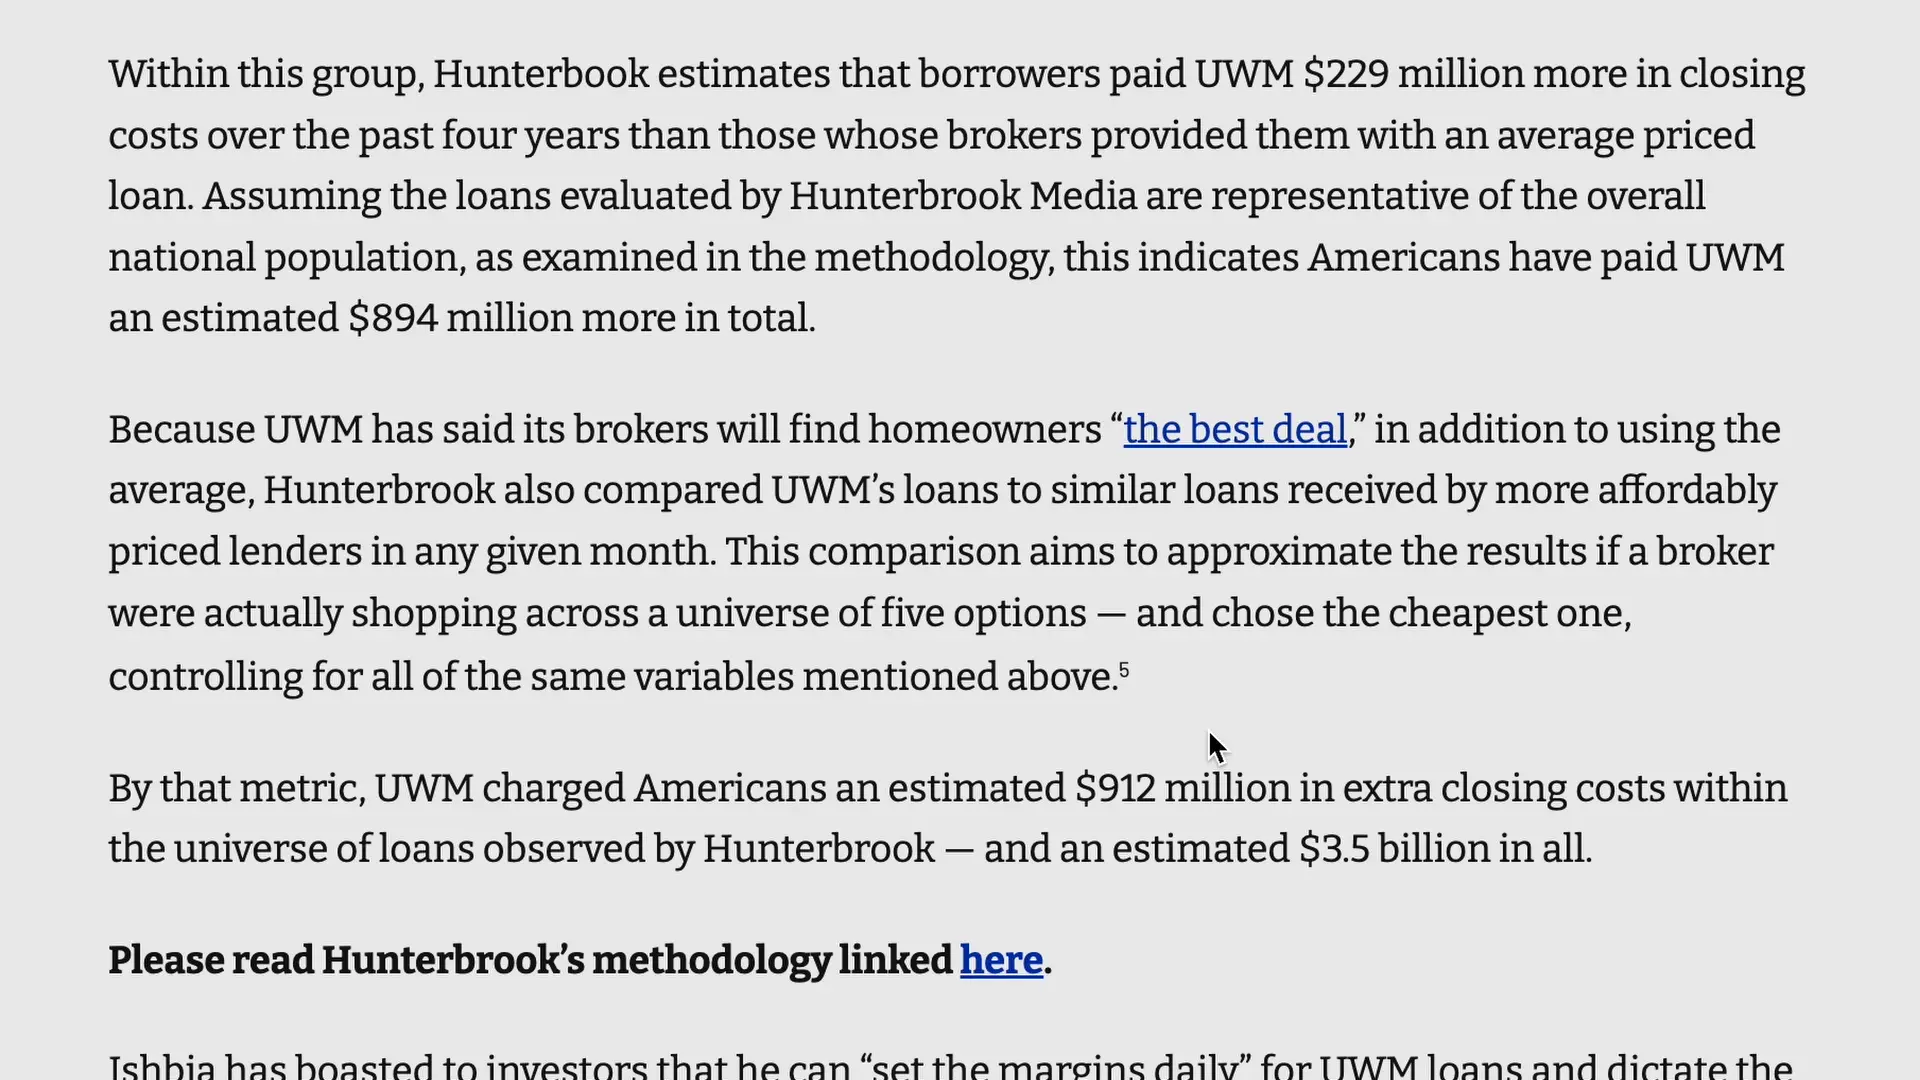 Within this group, Hunterbook estimates that borrowers paid UWM $229 million more in closing
costs over the past four years than those whose brokers provided them with an average priced
loan. Assuming the loans evaluated by Hunterbrook Media are representative of the overall
national population, as examined in the methodology, this indicates Americans have paid UWM
an estimated $894 million more in total.
Because UWM has said its brokers will find homeowners “the best deal,” in addition to using the
average, Hunterbrook also compared UWM’s loans to similar loans received by more affordably
priced lenders in any given month. This comparison aims to approximate the results if a broker
were actually shopping across a universe of five options — and chose the cheapest one,
controlling for all of the same variables mentioned above.⁵
By that metric, UWM charged Americans an estimated $912 million in extra closing costs within
the universe of loans observed by Hunterbrook — and an estimated $3.5 billion in all.
Please read Hunterbrook’s methodology linked here.
Ishbia has boasted to investors that he can “set the margins daily” for UWM loans and dictate the